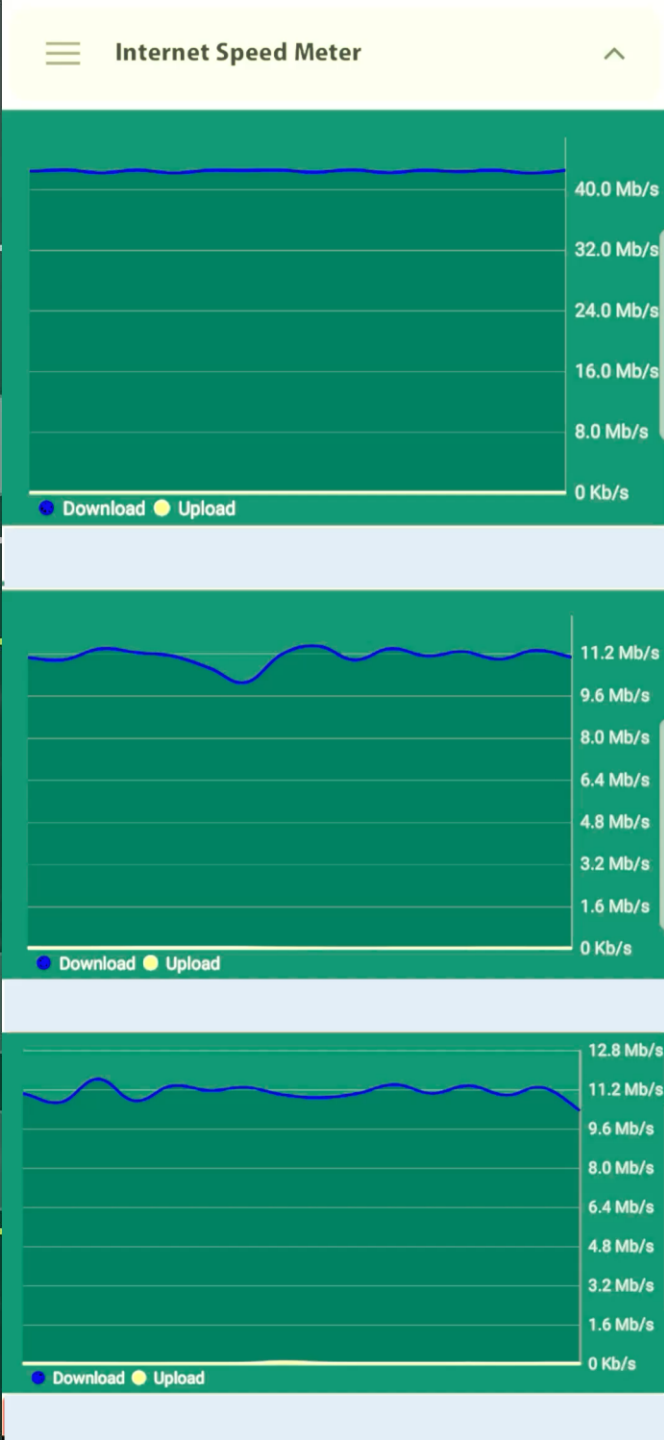 Internet Speed Meter
40.0 Mb/s
32.0 Mb/s
24.0 Mb/s
16.0 Mb/s
8.0 Mb/s
0 Kb/s
Download Upload
11.2 Mb/s
9.6 Mb/s
8.0 Mb/s
6.4 Mb/s
4.8 Mb/s
3.2 Mb/s
1.6 Mb/s
0 Kb/s
Download Upload
12.8 Mb/s
11.2 Mb/s
9.6 Mb/s
8.0 Mb/s
6.4 Mb/s
4.8 Mb/s
3.2 Mb/s
1.6 Mb/s
0 Kb/s
Download Upload